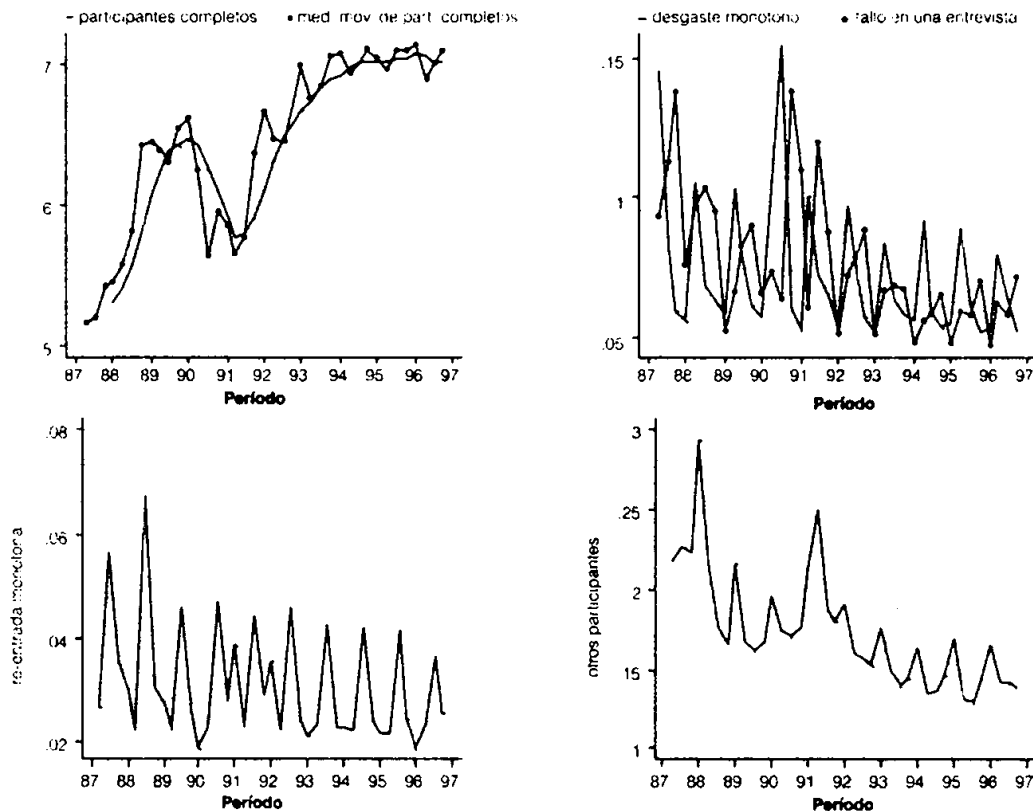 – participantes completos • med. mov. de part. completos
7
6
5
87 88 89 90 91 92 93 94 95 96 97
Período
– desgaste monotono • fallo en una entrevista
.15
.1
.05
87 88 89 90 91 92 93 94 95 96 97
Período
re-entrada monotona
.08
.06
.04
.02
87 88 89 90 91 92 93 94 95 96 97
Período
otros participantes
3
.25
2
15
1
87 88 89 90 91 92 93 94 95 96 97
Período